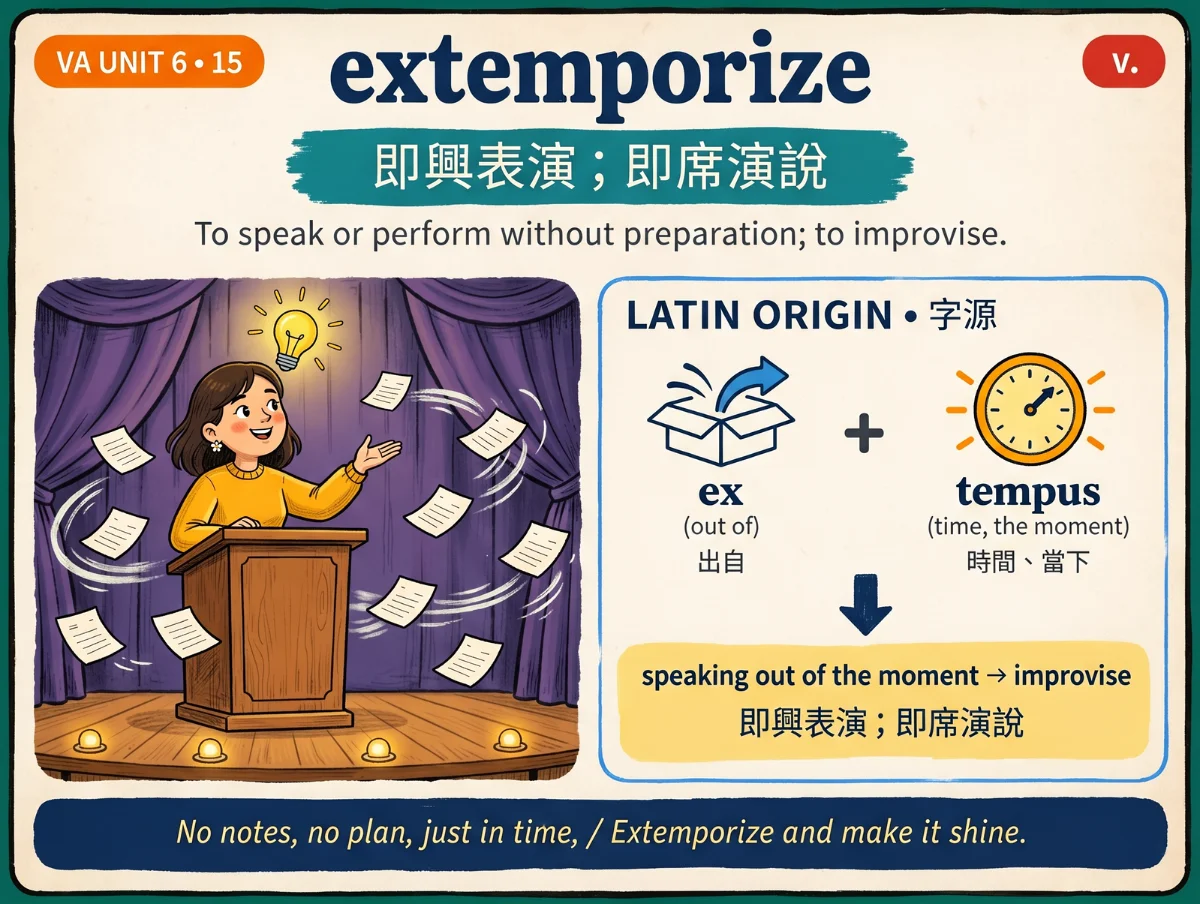 VA UNIT 6 • 15
extemporize
v.
即興表演；即席演說
To speak or perform without preparation; to improvise.
LATIN ORIGIN • 字源
+
ex
(out of)
出自
tempus
(time, the moment)
時間、當下
speaking out of the moment → improvise
即興表演；即席演說
No notes, no plan, just in time, / Extemporize and make it shine.